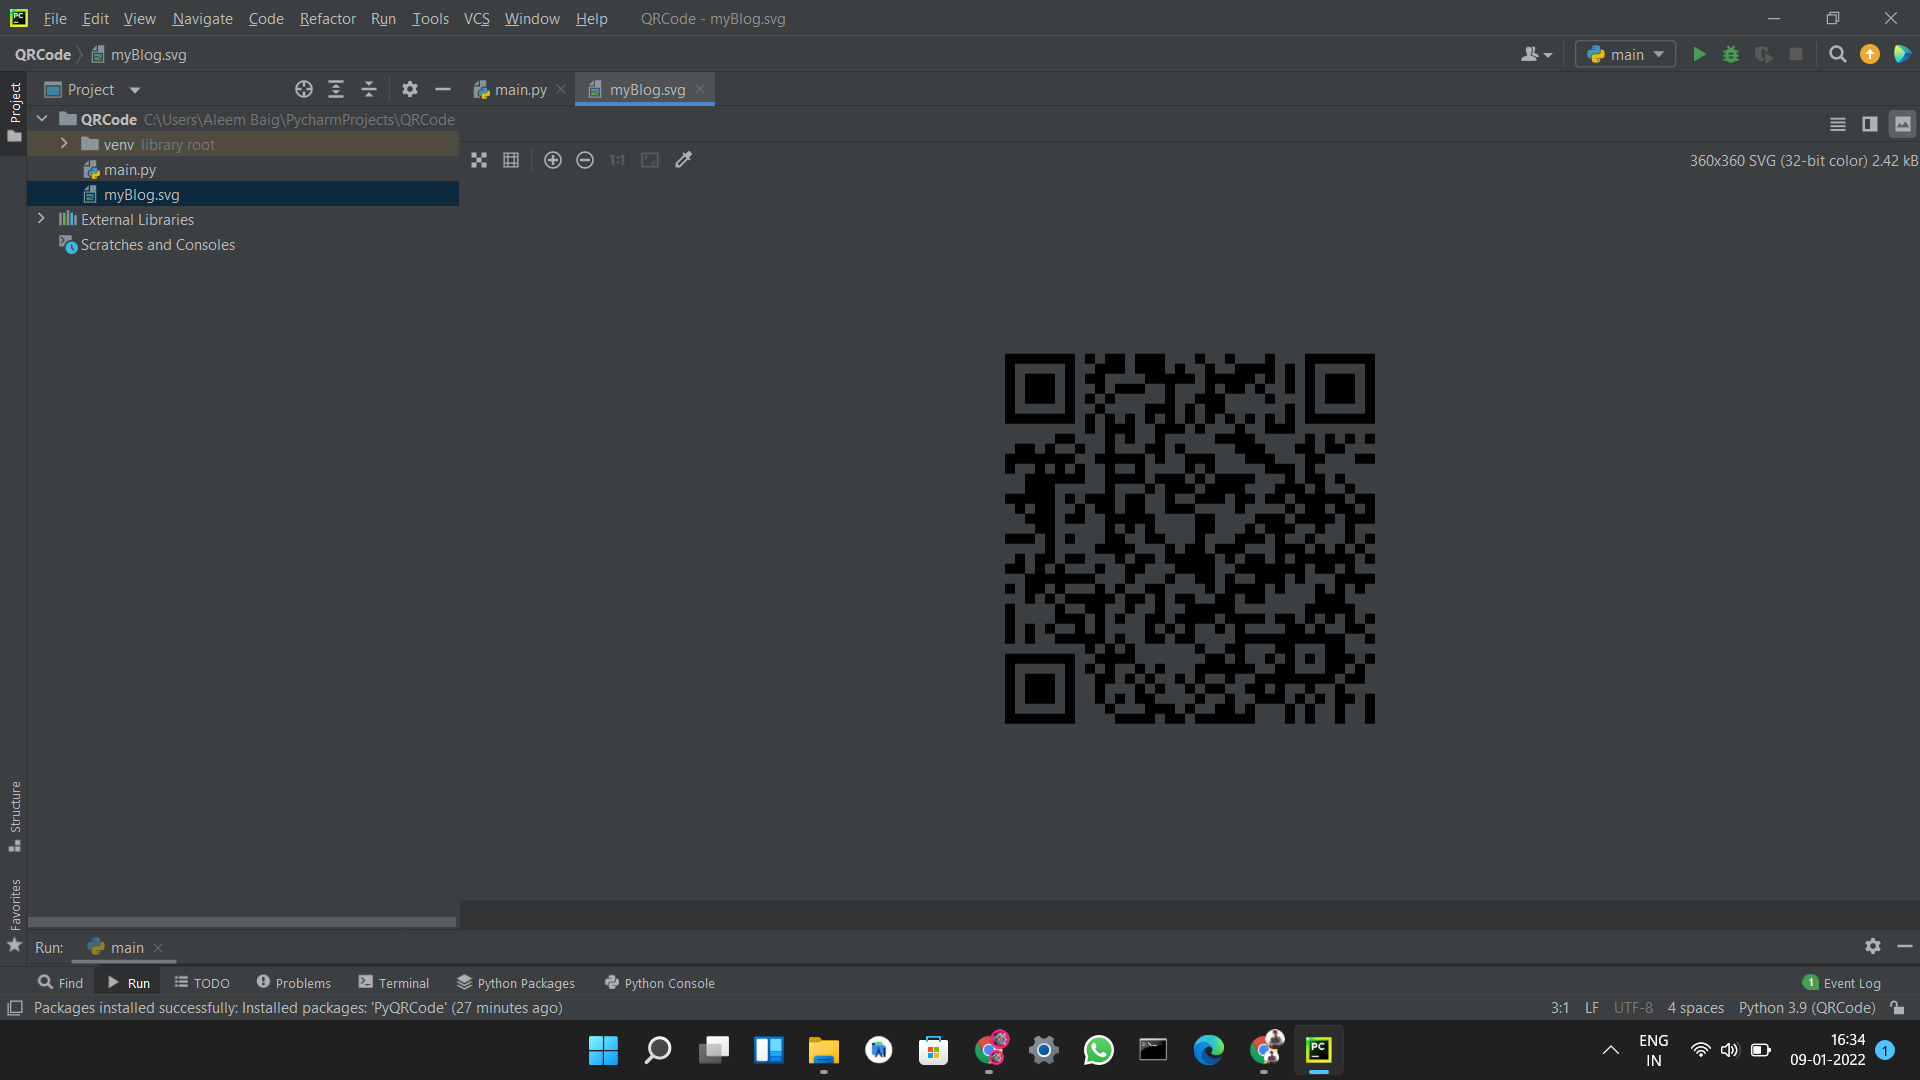 PC File Edit View Navigate Code Refactor Run Tools VCS Window Help QRCode - myBlog.svg
QRCode myBlog.svg main
Project Project main.py myBlog.svg
QRCode C:\Users\Aleem Baig\PycharmProjects\QRCode
venv library root
main.py 1:1 360x360 SVG (32-bit color) 2.42 kB
myBlog.svg
External Libraries
Scratches and Consoles
Structure
Favorites
Run: main
Find Run TODO Problems Terminal Python Packages Python Console 1 Event Log
Packages installed successfully: Installed packages: 'PyQRCode' (27 minutes ago) 3:1 LF UTF-8 4 spaces Python 3.9 (QRCode)
PC ENG 16:34
IN 09-01-2022 1